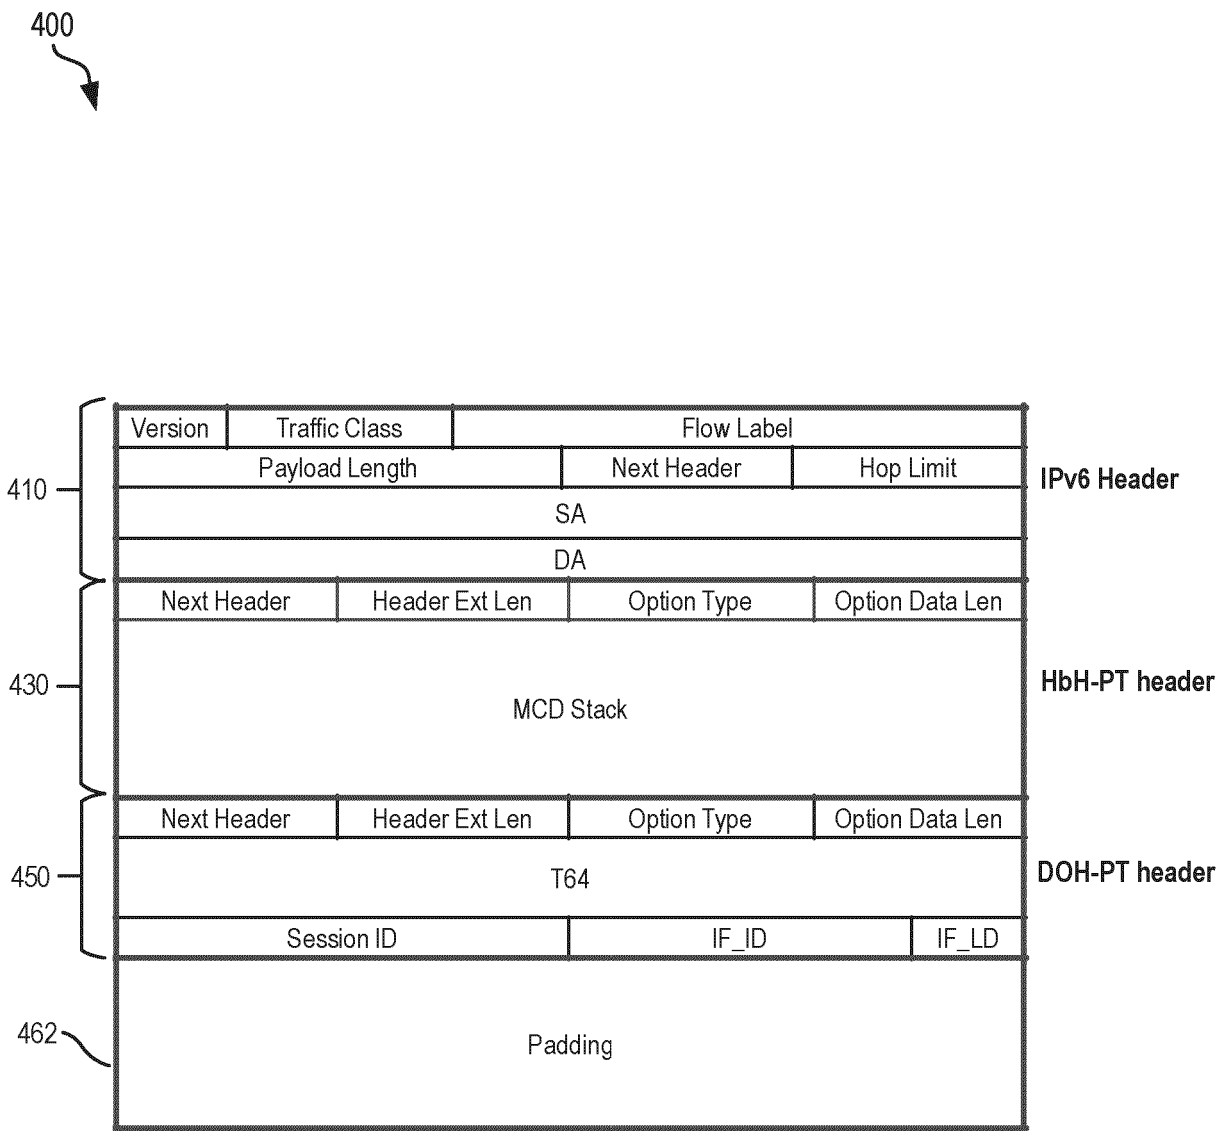 400
Version Traffic Class Flow Label
Payload Length Next Header Hop Limit
410 IPv6 Header
SA
DA
Next Header Header Ext Len Option Type Option Data Len
430 HbH-PT header
MCD Stack
Next Header Header Ext Len Option Type Option Data Len
450 T64 DOH-PT header
Session ID IF_ID IF_LD
462 Padding